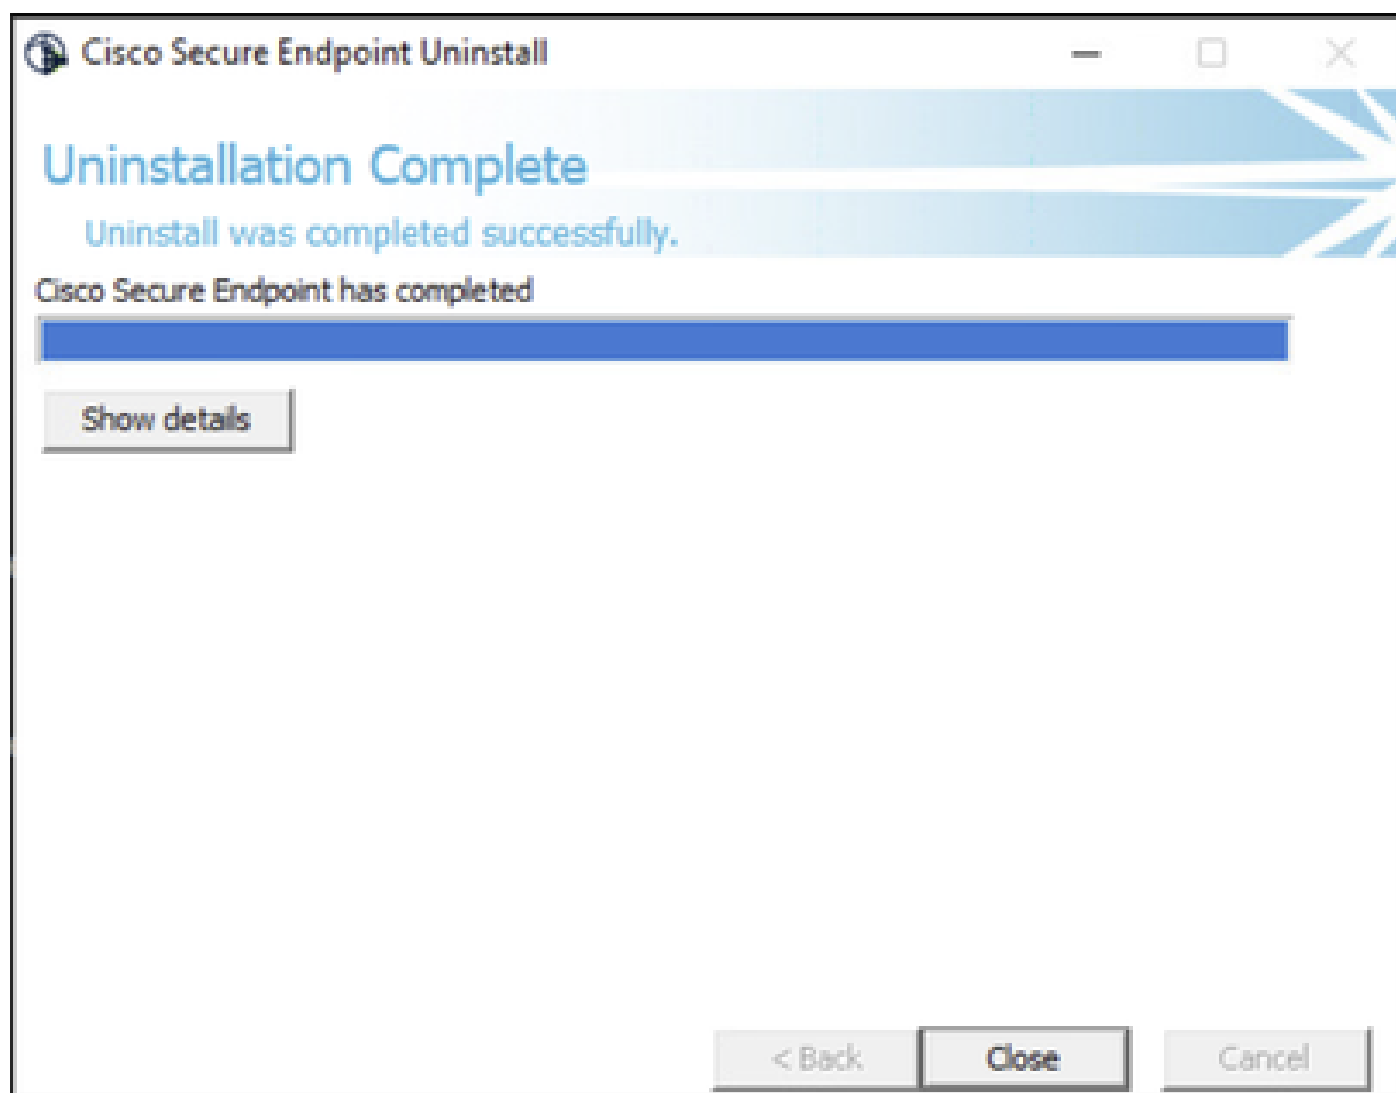 Cisco Secure Endpoint Uninstall
Uninstallation Complete
Uninstall was completed successfully.
Cisco Secure Endpoint has completed
Show details
< Back
Close
Cancel